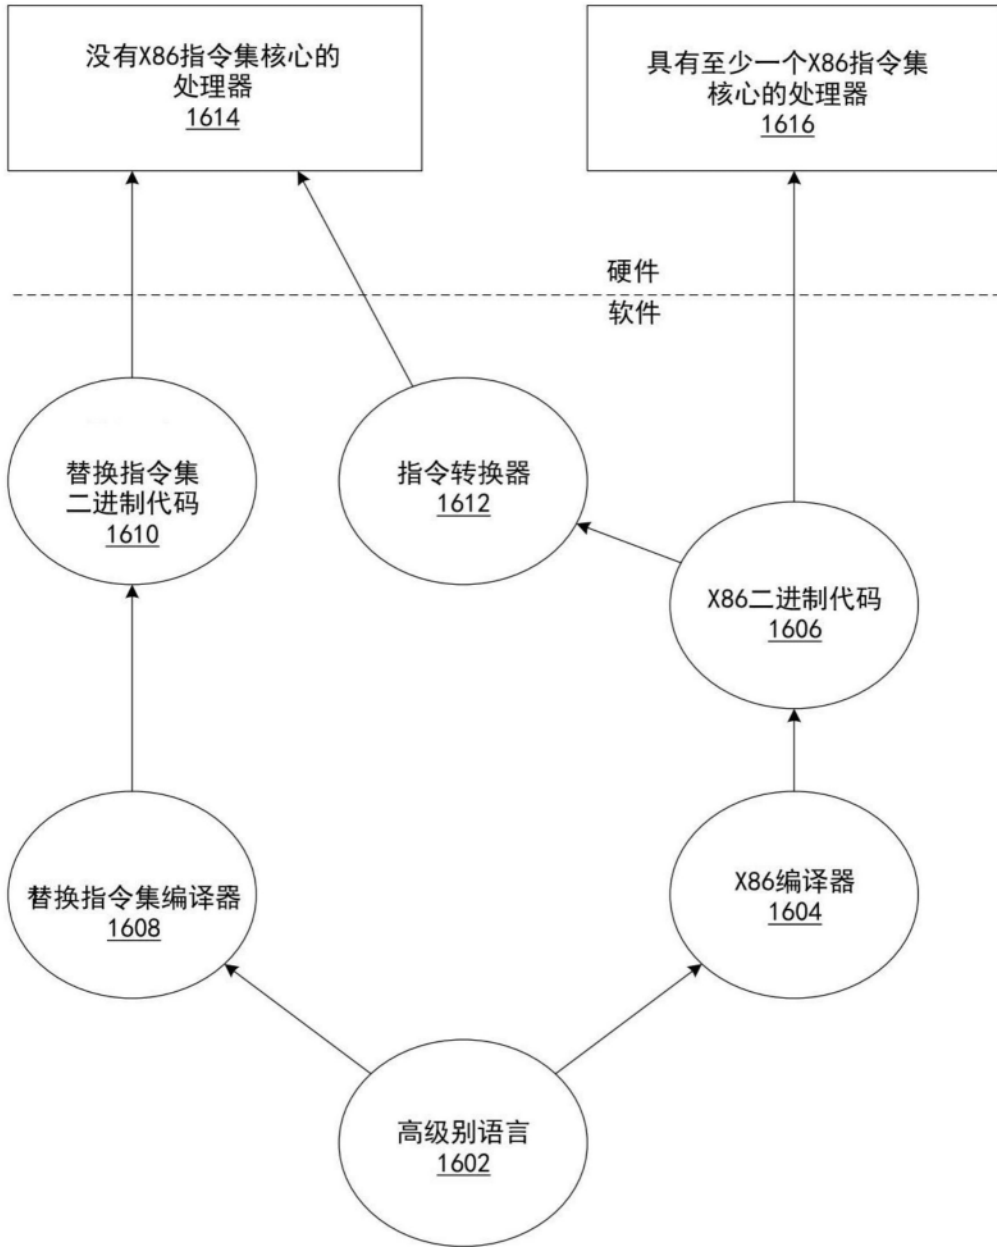 没有X86指令集核心的
处理器
1614
具有至少一个X86指令集
核心的处理器
1616
硬件
软件
替换指令集
二进制代码
1610
指令转换器
1612
X86二进制代码
1606
替换指令集编译器
1608
X86编译器
1604
高级别语言
1602